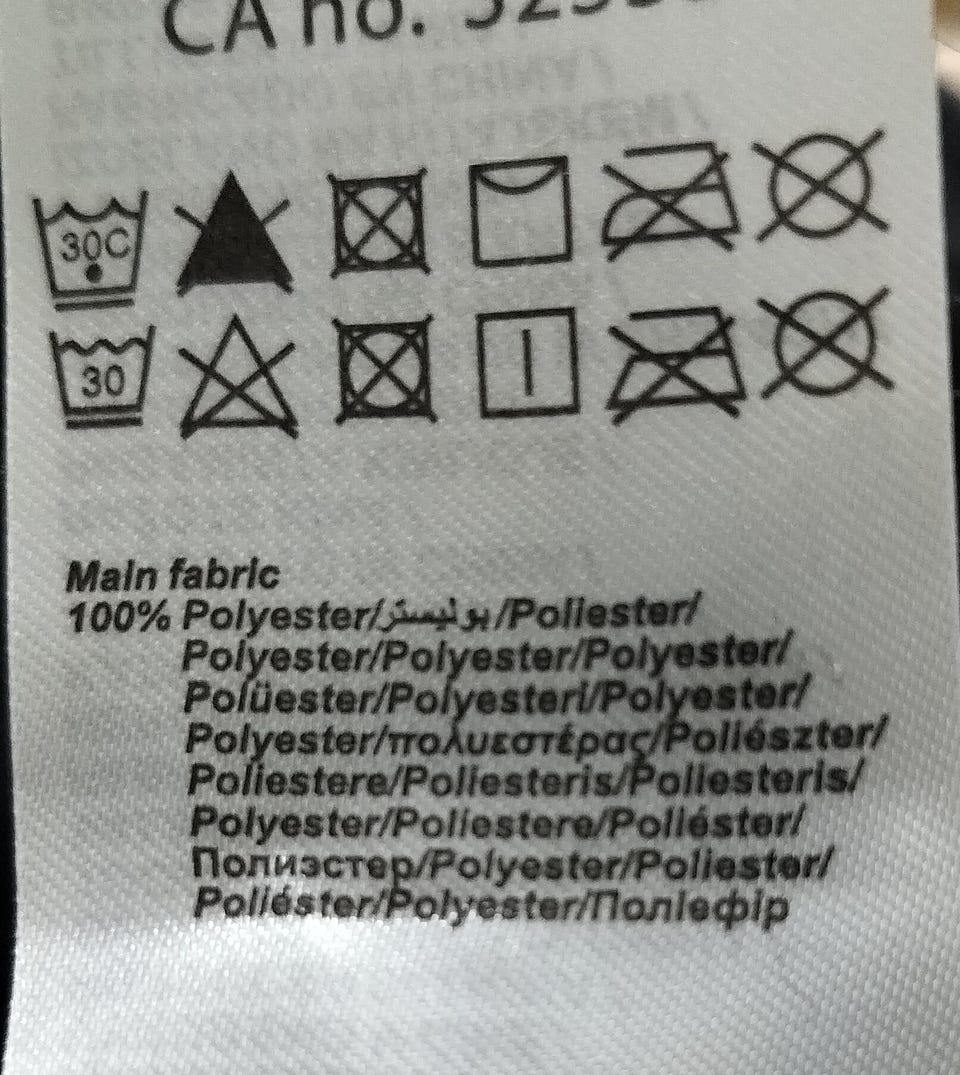 CA no.
30C
30
Main fabric
100% Polyester/بوليستر/Poliester/
Polyester/Polyester/Polyester/
Polüester/Polyesteri/Polyester/
Polyester/πολυεστέρας/Poliészter/
Poliestere/Poliesteris/Poliesteris/
Polyester/Poliestere/Poliéster/
Полиэстер/Polyester/Poliester/
Poliéster/Polyester/Поліефір